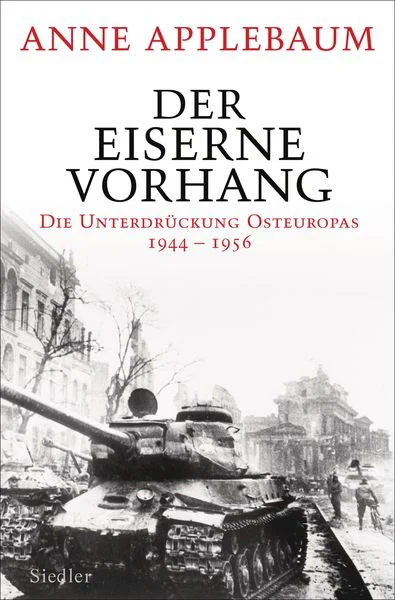 ANNE APPLEBAUM
DER
EISERNE
VORHANG
DIE UNTERDRÜCKUNG OSTEUROPAS
1944 – 1956
Siedler